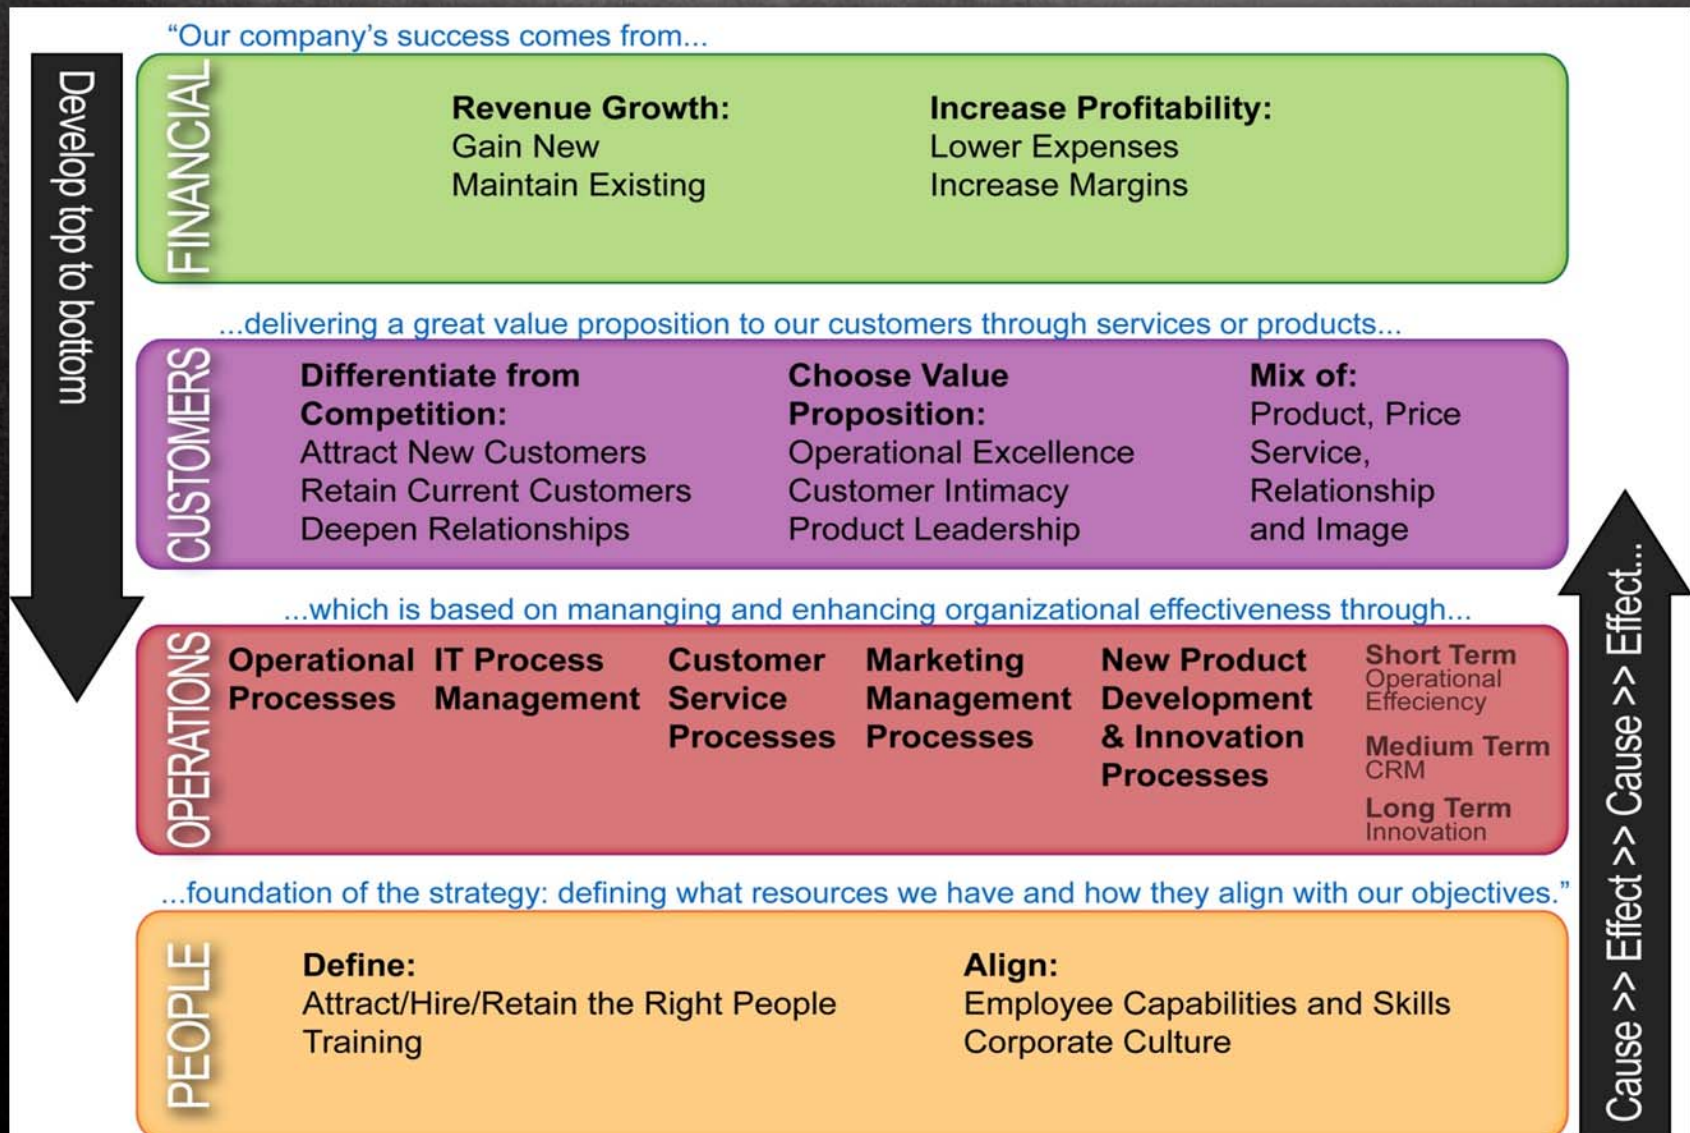 “Our company’s success comes from...
Develop top to bottom
FINANCIAL
Revenue Growth:
Gain New
Maintain Existing
Increase Profitability:
Lower Expenses
Increase Margins
...delivering a great value proposition to our customers through services or products...
CUSTOMERS
Differentiate from
Competition:
Attract New Customers
Retain Current Customers
Deepen Relationships
Choose Value
Proposition:
Operational Excellence
Customer Intimacy
Product Leadership
Mix of:
Product, Price
Service,
Relationship
and Image
...which is based on mananging and enhancing organizational effectiveness through...
OPERATIONS
Operational
Processes
IT Process
Management
Customer
Service
Processes
Marketing
Management
Processes
New Product
Development
& Innovation
Processes
Short Term
Operational
Effeciency
Medium Term
CRM
Long Term
Innovation
...foundation of the strategy: defining what resources we have and how they align with our objectives.”
PEOPLE
Define:
Attract/Hire/Retain the Right People
Training
Align:
Employee Capabilities and Skills
Corporate Culture
Cause >> Effect >> Cause >> Effect...